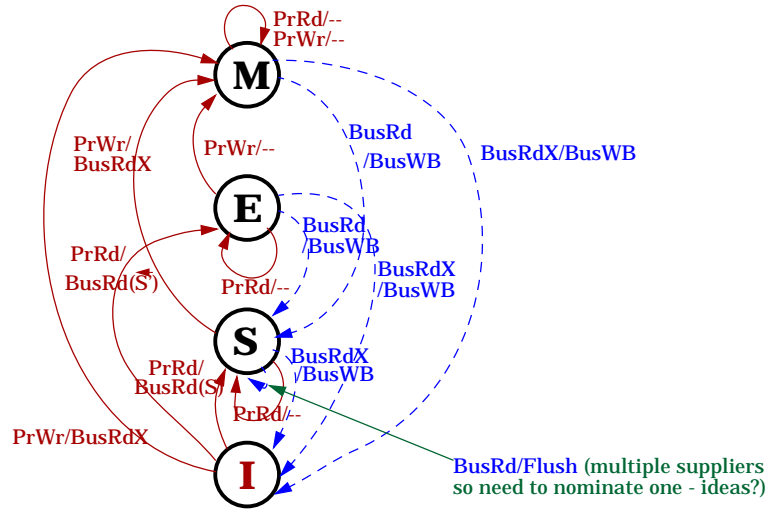 PrRd/--
PrWr/--
M
PrWr/
BusRdX
BusRd
/BusWB
PrWr/--
BusRdX/BusWB
E
BusRd
/BusWB
PrRd/
BusRd(S)
PrRd/--
BusRdX
/BusWB
S
PrRd/
BusRd(S)
BusRdX
/BusWB
PrRd/--
PrWr/BusRdX
I
BusRd/Flush (multiple suppliers
so need to nominate one - ideas?)